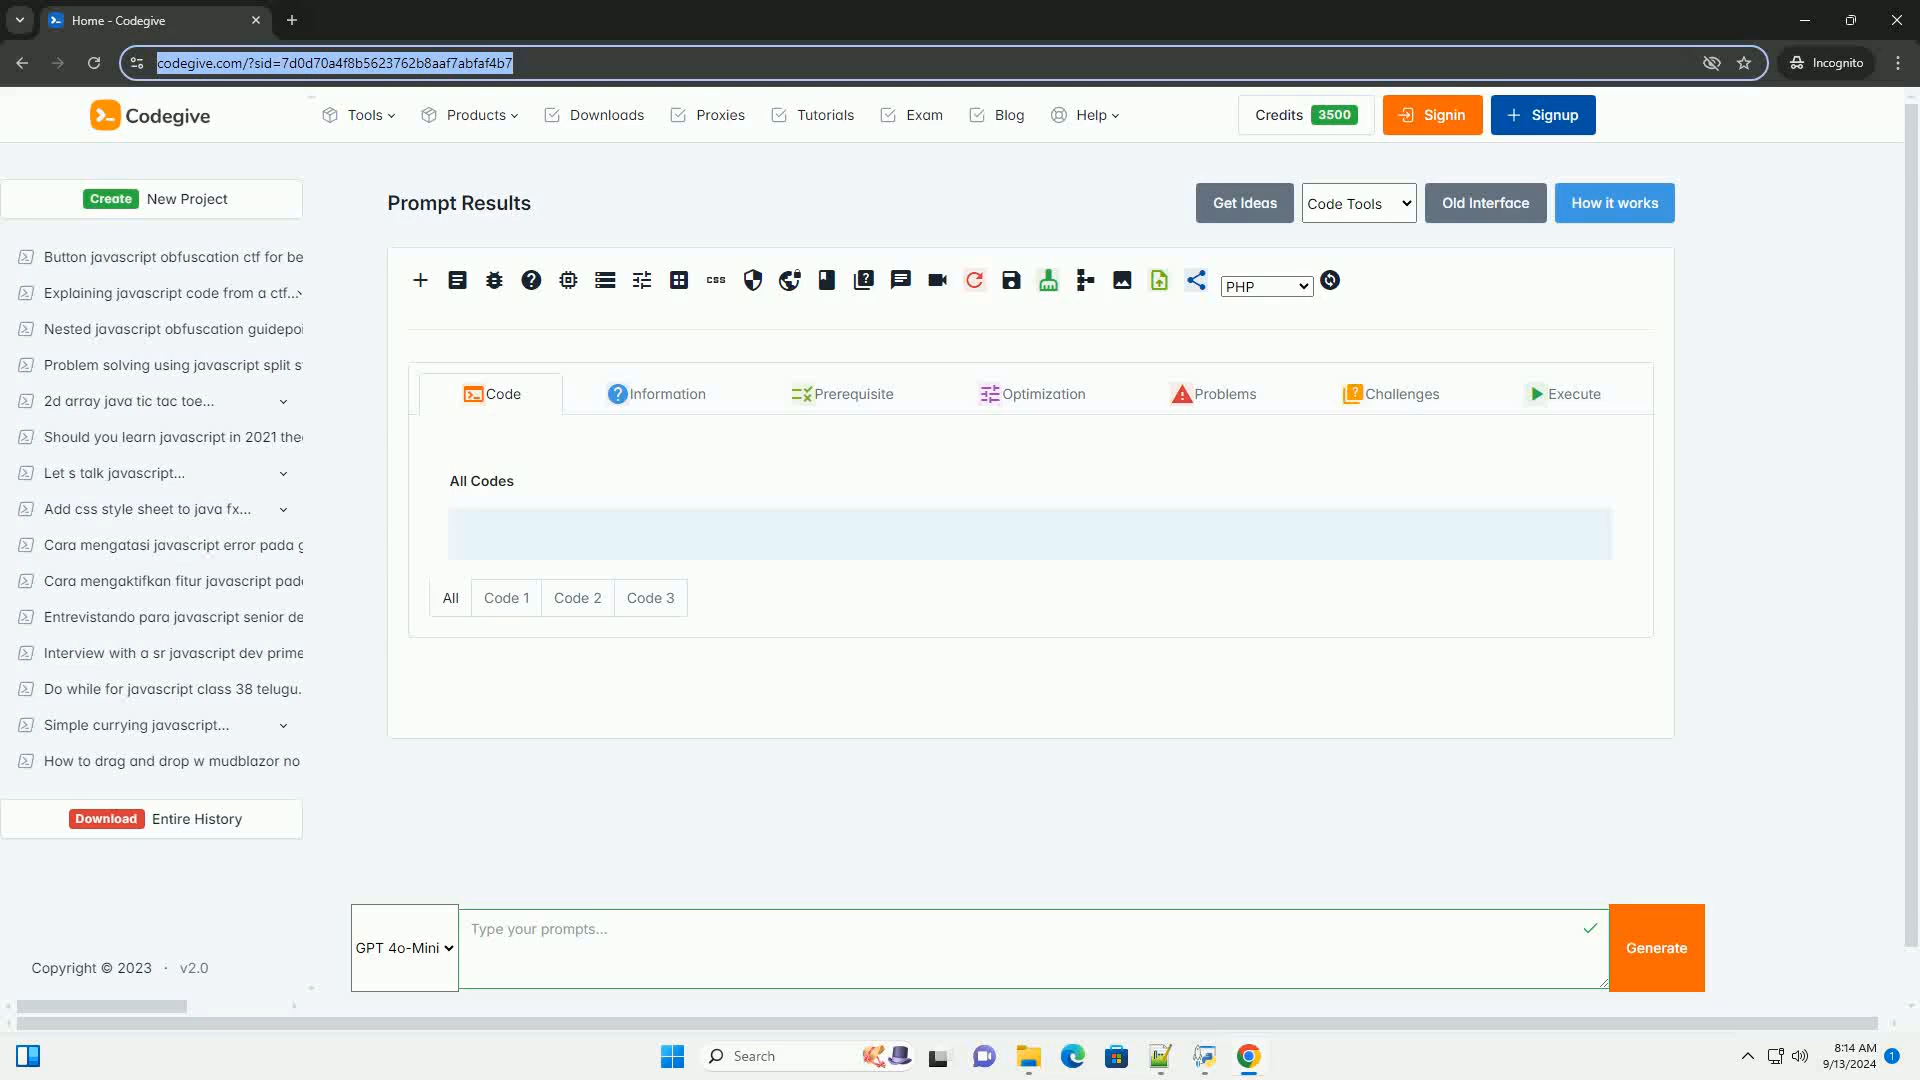 Home - Codegive
codegive.com/?sid=7d0d70a4f8b5623762b8aaf7abfaf4b7
Incognito
Codegive
Tools
Products
Downloads
Proxies
Tutorials
Exam
Blog
Help
Credits 3500
Signin
Signup
Create New Project
Button javascript obfuscation ctf for be
Explaining javascript code from a ctf...
Nested javascript obfuscation guidepoi
Problem solving using javascript split s
2d array java tic tac toe...
Should you learn javascript in 2021 the
Let s talk javascript...
Add css style sheet to java fx...
Cara mengatasi javascript error pada g
Cara mengaktifkan fitur javascript pad
Entrevistando para javascript senior de
Interview with a sr javascript dev prime
Do while for javascript class 38 telugu.
Simple currying javascript...
How to drag and drop w mudblazor no
Download Entire History
Copyright © 2023 · v2.0
Prompt Results
Get Ideas
Code Tools
Old Interface
How it works
css
PHP
Code
Information
Prerequisite
Optimization
Problems
Challenges
Execute
All Codes
All
Code 1
Code 2
Code 3
GPT 4o-Mini
Type your prompts...
Generate
Search
8:14 AM
9/13/2024
1